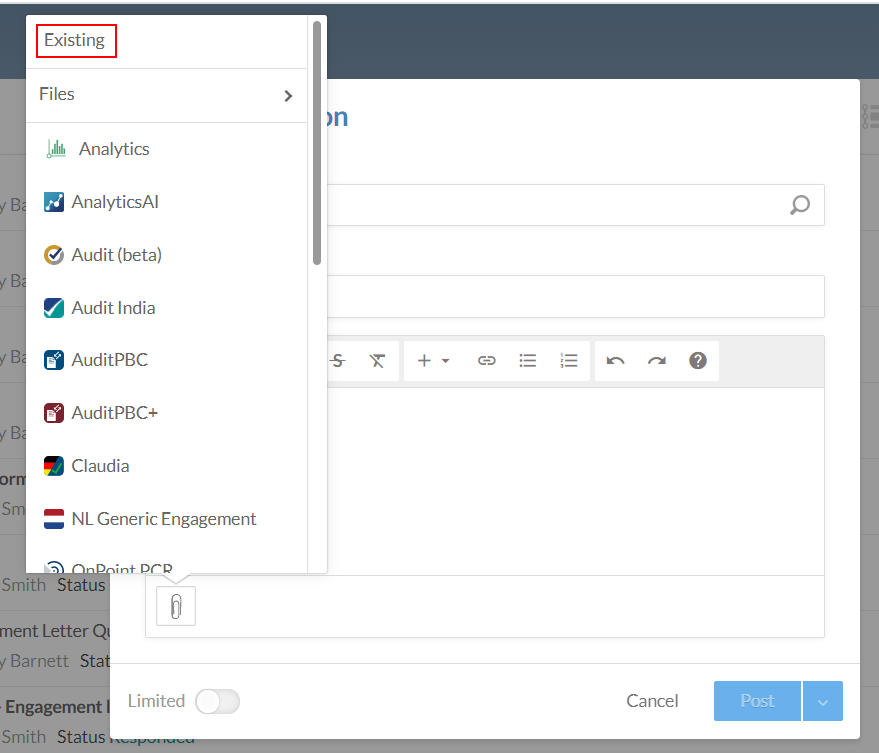 Existing
Files
on
Analytics
AnalyticsAI
Audit (beta)
Audit India
AuditPBC
AuditPBC+
Claudia
NL Generic Engagement
OnPoint PCR
y Ba
y Ba
y Ba
y Ba
orm
Sm
Smith Status
ment Letter Qu
y Barnett Stat
- Engagement
Smith Status Responded
Limited
Cancel
Post